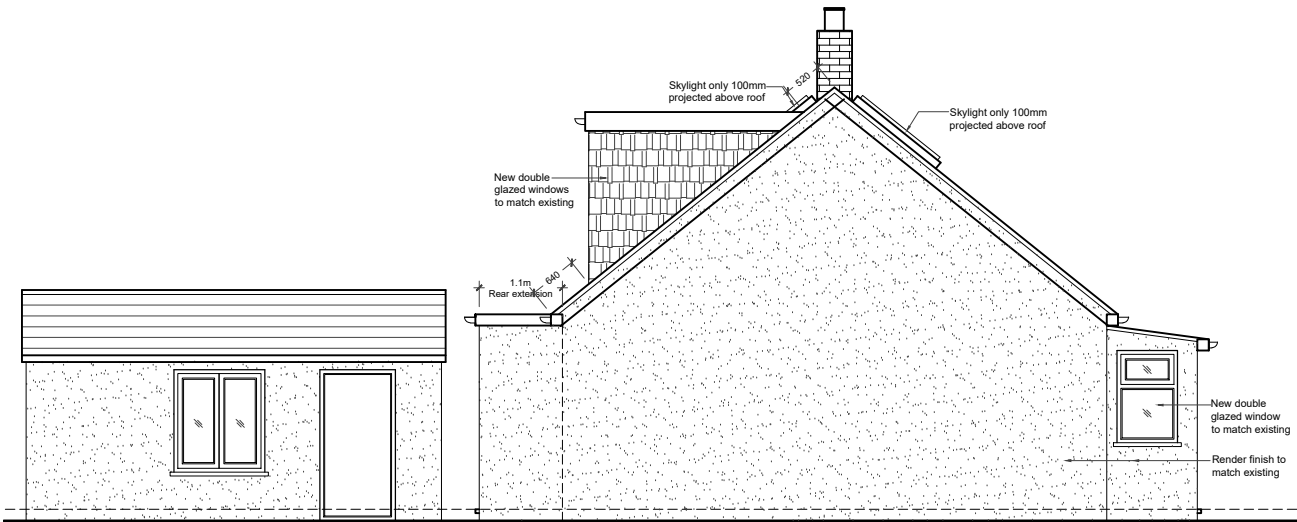 520
Skylight only 100mm
projected above roof
Skylight only 100mm
projected above roof
New double
glazed windows
to match existing
640
1.1m
Rear extension
New double
glazed window
to match existing
Render finish to
match existing